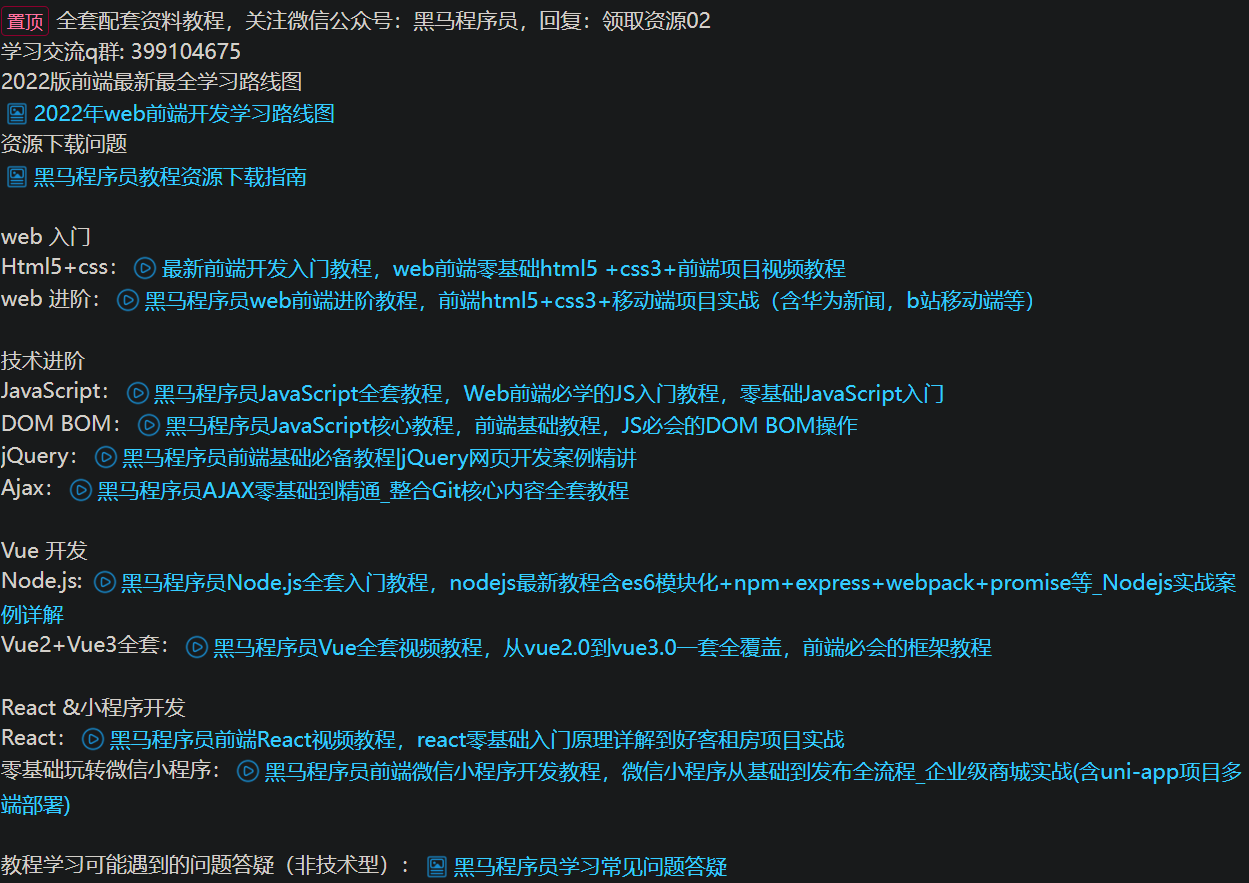 置顶 全套配套资料教程，关注微信公众号：黑马程序员，回复：领取资源02
学习交流q群: 399104675
2022版前端最新最全学习路线图
2022年web前端开发学习路线图
资源下载问题
黑马程序员教程资源下载指南
web 入门
Html5+css： 最新前端开发入门教程，web前端零基础html5 +css3+前端项目视频教程
web 进阶： 黑马程序员web前端进阶教程，前端html5+css3+移动端项目实战（含华为新闻，b站移动端等）
技术进阶
JavaScript： 黑马程序员JavaScript全套教程，Web前端必学的JS入门教程，零基础JavaScript入门
DOM BOM： 黑马程序员JavaScript核心教程，前端基础教程，JS必会的DOM BOM操作
jQuery： 黑马程序员前端基础必备教程|jQuery网页开发案例精讲
Ajax： 黑马程序员AJAX零基础到精通_整合Git核心内容全套教程
Vue 开发
Node.js: 黑马程序员Node.js全套入门教程，nodejs最新教程含es6模块化+npm+express+webpack+promise等_Nodejs实战案
例详解
Vue2+Vue3全套： 黑马程序员Vue全套视频教程，从vue2.0到vue3.0一套全覆盖，前端必会的框架教程
React &小程序开发
React： 黑马程序员前端React视频教程，react零基础入门原理详解到好客租房项目实战
零基础玩转微信小程序： 黑马程序员前端微信小程序开发教程，微信小程序从基础到发布全流程_企业级商城实战(含uni-app项目多
端部署)
教程学习可能遇到的问题答疑（非技术型）： 黑马程序员学习常见问题答疑